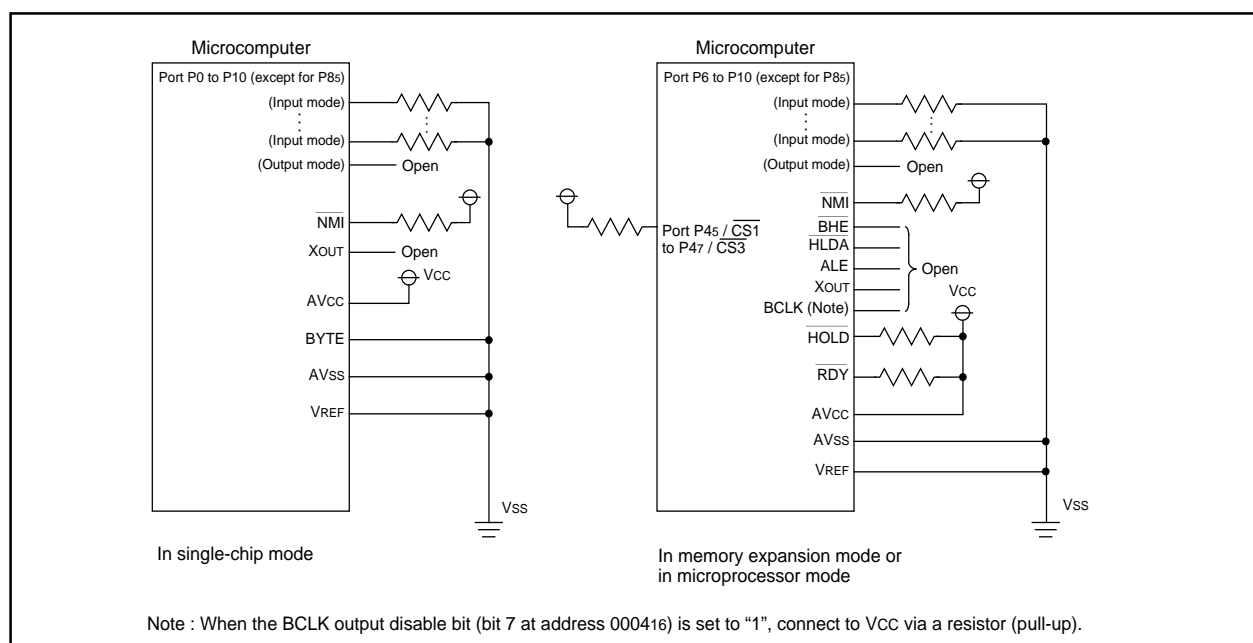 Microcomputer
Port P0 to P10 (except for P85)
(Input mode)
(Input mode)
(Output mode)
Open
NMI
XOUT
Open
VCC
AVCC
BYTE
AVSS
VREF
VSS
In single-chip mode
Microcomputer
Port P6 to P10 (except for P85)
(Input mode)
(Input mode)
(Output mode)
Open
NMI
Port P45 / CS1
to P47 / CS3
BHE
HLDA
ALE
Open
XOUT
BCLK (Note)
VCC
HOLD
RDY
AVCC
AVSS
VREF
VSS
In memory expansion mode or
in microprocessor mode
Note : When the BCLK output disable bit (bit 7 at address 000416) is set to “1”, connect to VCC via a resistor (pull-up).